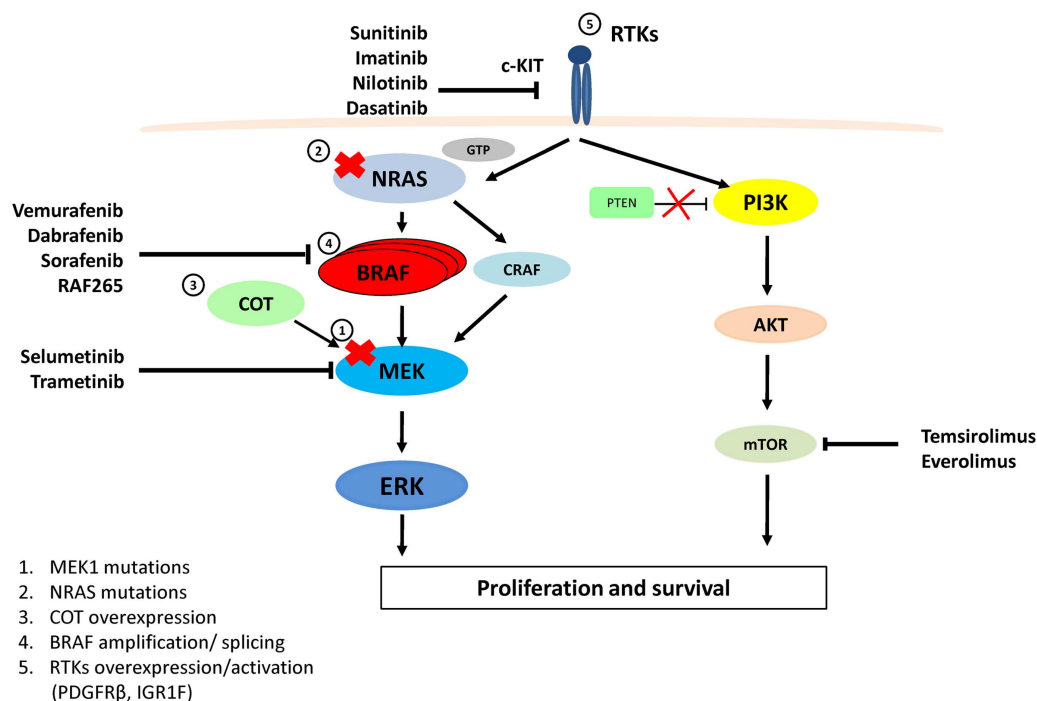 5
RTKs
Sunitinib
Imatinib
Nilotinib
Dasatinib
c-KIT
2
GTP
NRAS
PTEN
PI3K
Vemurafenib
Dabrafenib
Sorafenib
RAF265
4
BRAF
CRAF
3
COT
1
AKT
Selumetinib
Trametinib
MEK
mTOR
Temsirolimus
Everolimus
ERK
Proliferation and survival
1. MEK1 mutations
2. NRAS mutations
3. COT overexpression
4. BRAF amplification/ splicing
5. RTKs overexpression/activation
(PDGFRβ, IGR1F)